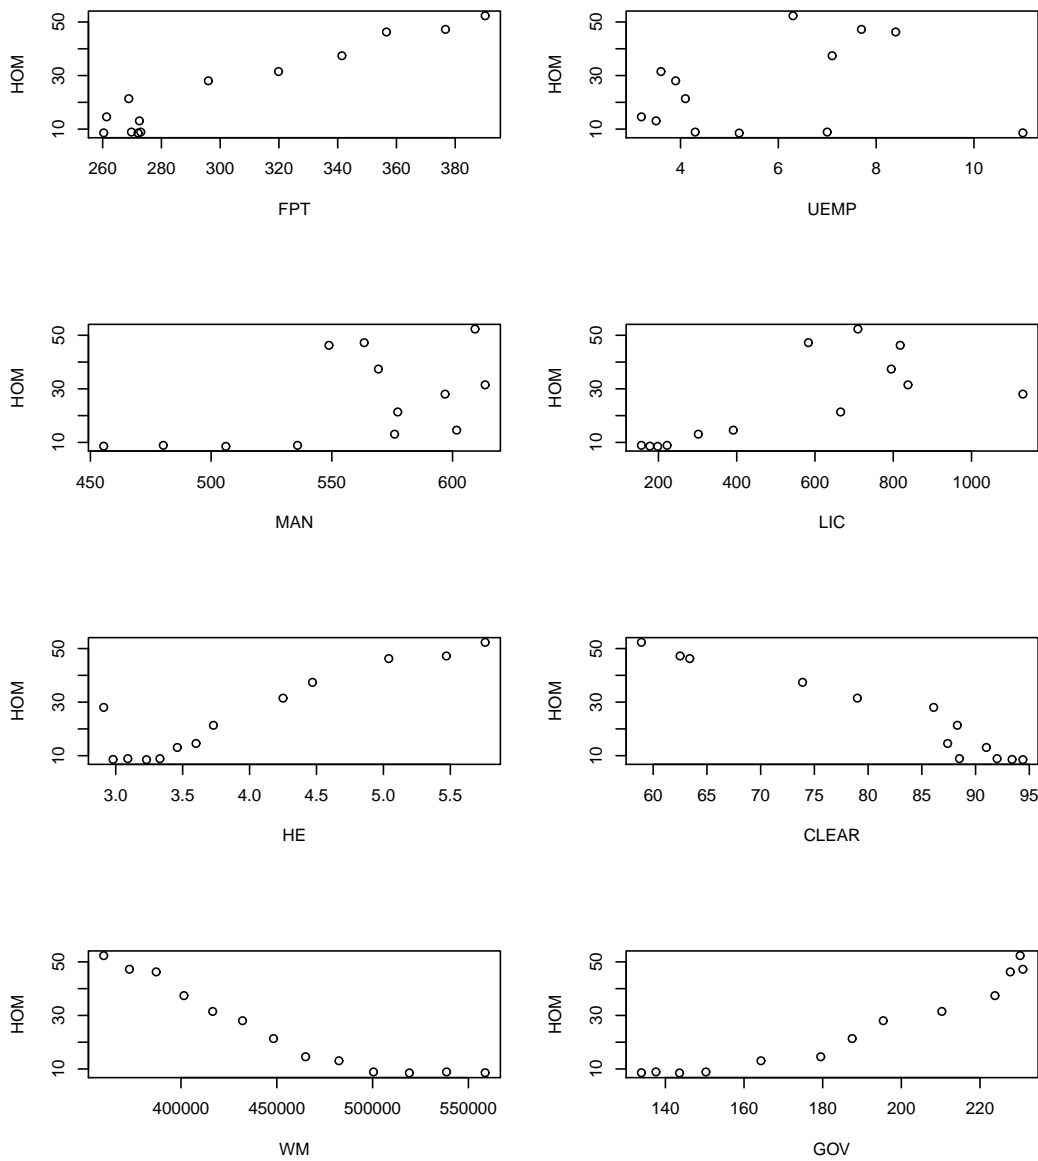 10 30 50
HOM
260 280 300 320 340 360 380
FPT
10 30 50
HOM
4 6 8 10
UEMP
10 30 50
HOM
450 500 550 600
MAN
10 30 50
HOM
200 400 600 800 1000
LIC
10 30 50
HOM
3.0 3.5 4.0 4.5 5.0 5.5
HE
10 30 50
HOM
60 65 70 75 80 85 90 95
CLEAR
10 30 50
HOM
400000 450000 500000 550000
WM
10 30 50
HOM
140 160 180 200 220
GOV